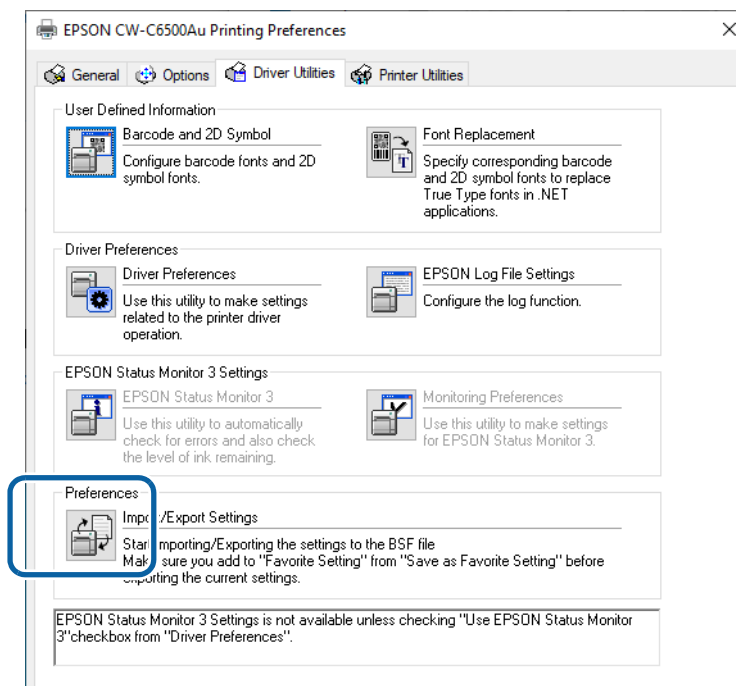 EPSON CW-C6500Au Printing Preferences
General Options Driver Utilities Printer Utilities
User Defined Information
Barcode and 2D Symbol
Configure barcode fonts and 2D
symbol fonts.
Font Replacement
Specify corresponding barcode
and 2D symbol fonts to replace
True Type fonts in .NET
applications.
Driver Preferences
Driver Preferences
Use this utility to make settings
related to the printer driver
operation.
EPSON Log File Settings
Configure the log function.
EPSON Status Monitor 3 Settings
EPSON Status Monitor 3
Use this utility to automatically
check for errors and also check
the level of ink remaining.
Monitoring Preferences
Use this utility to make settings
for EPSON Status Monitor 3.
Preferences
Import/Export Settings
Start Importing/Exporting the settings to the BSF file
Make sure you add to "Favorite Setting" from "Save as Favorite Setting" before
exporting the current settings.
EPSON Status Monitor 3 Settings is not available unless checking "Use EPSON Status Monitor
3"checkbox from "Driver Preferences".